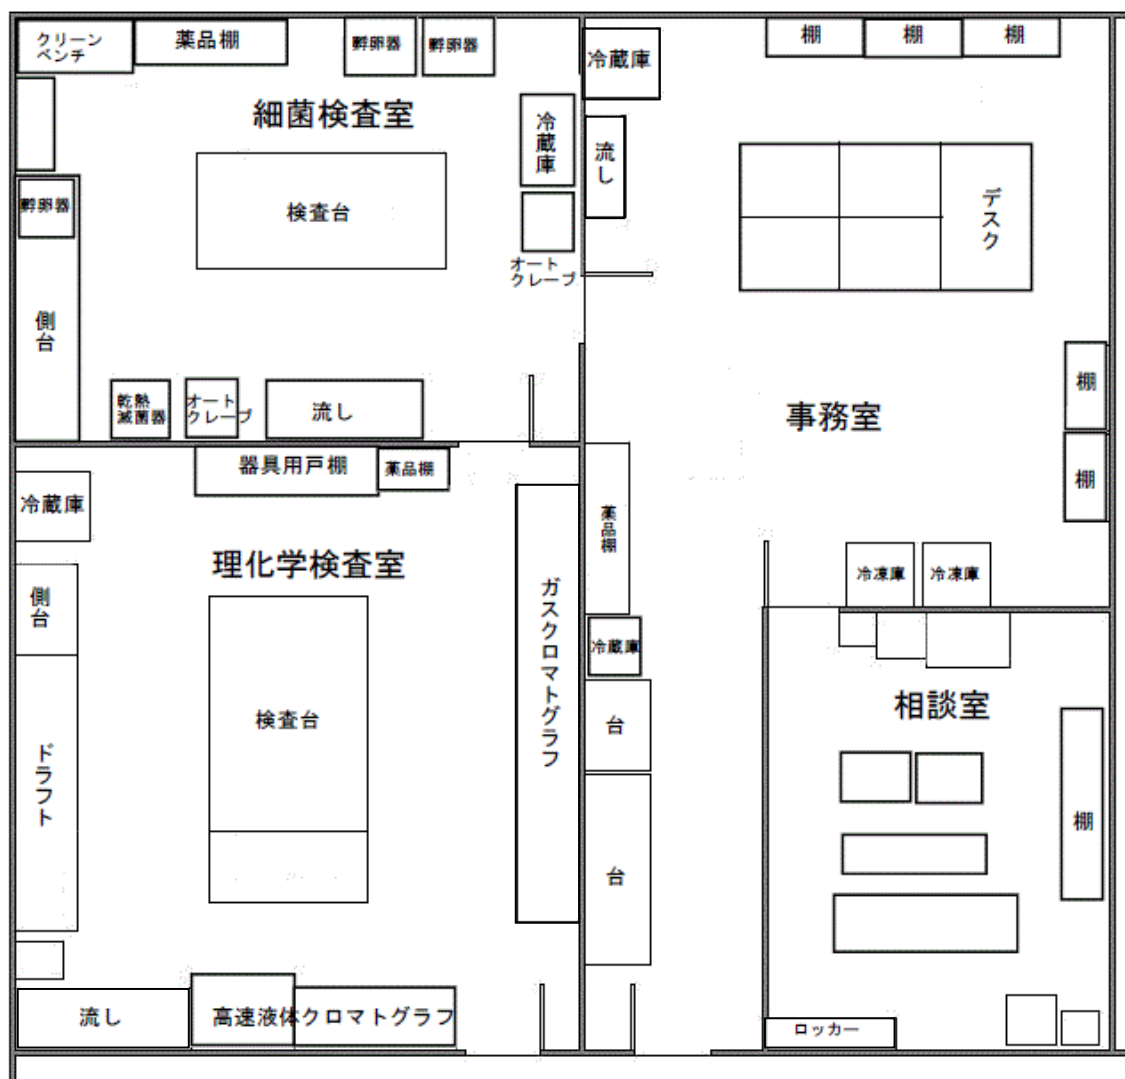 クリーン
ベンチ
薬品棚
孵卵器
孵卵器
細菌検査室
冷蔵庫
孵卵器
検査台
オート
クレーブ
側台
乾熱
滅菌器
オート
クレーブ
流し
冷蔵庫
棚
棚
棚
流し
デスク
事務室
棚
棚
薬品棚
冷凍庫
冷凍庫
冷蔵庫
台
台
器具用戸棚
薬品棚
冷蔵庫
理化学検査室
側台
ガスクロマトグラフ
検査台
ドラフト
流し
高速液体クロマトグラフ
相談室
棚
ロッカー